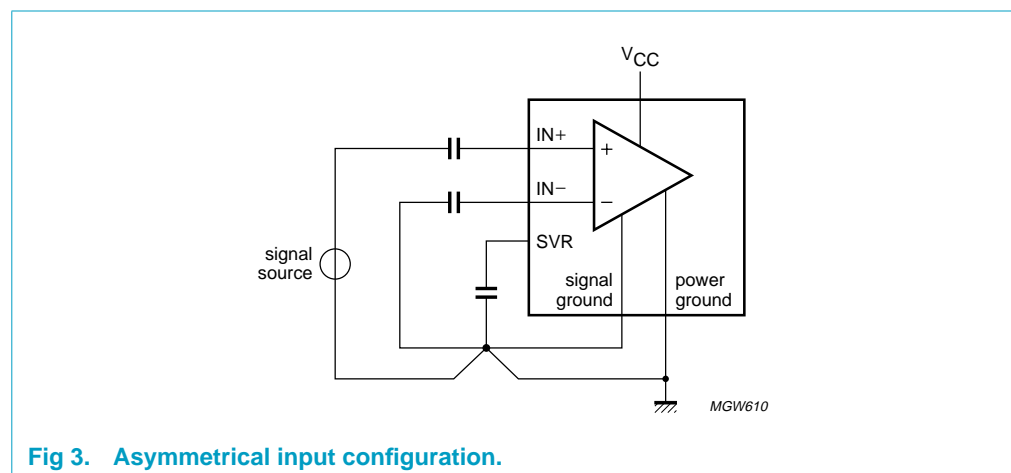 VCC
IN+
+
IN−
−
SVR
signal
source
signal
ground
power
ground
MGW610
Fig 3. Asymmetrical input configuration.